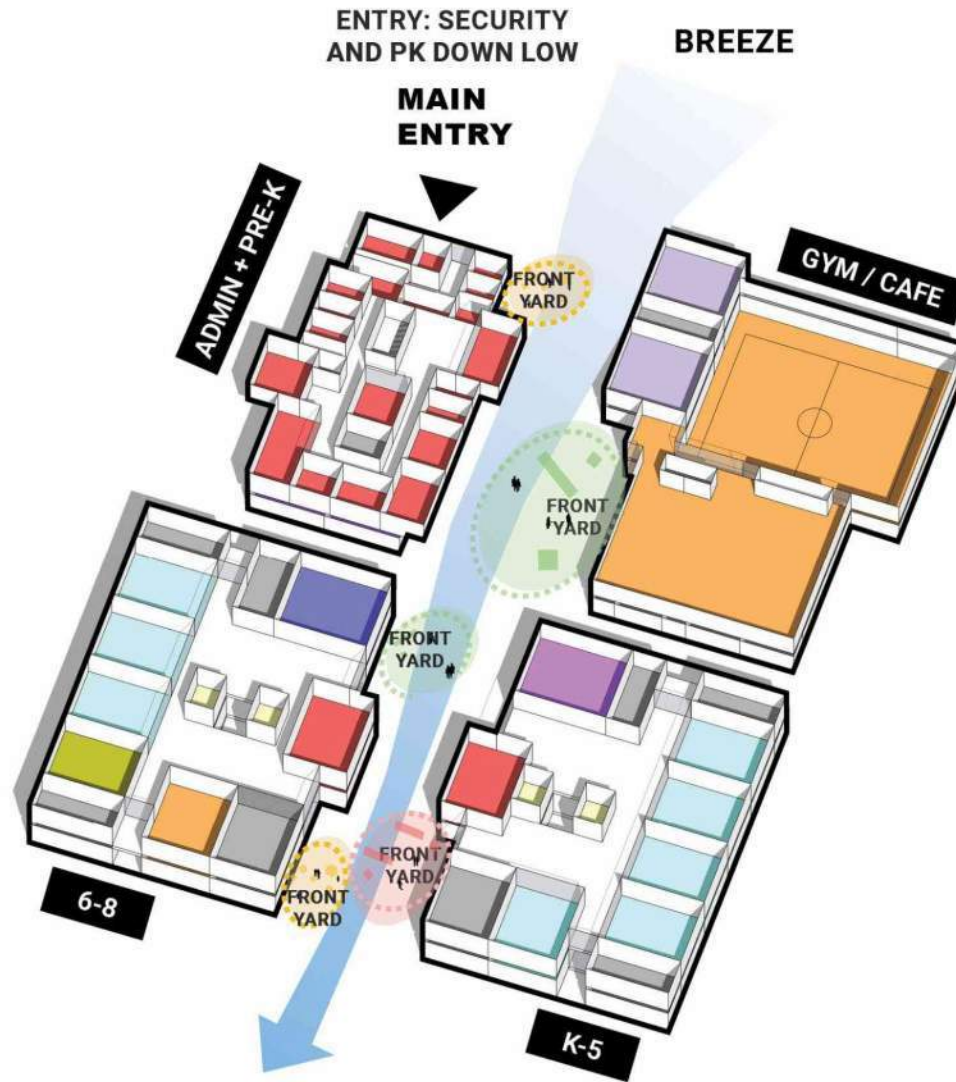 ENTRY: SECURITY
AND PK DOWN LOW
BREEZE
MAIN
ENTRY
ADMIN + PRE-K
GYM / CAFE
FRONT
YARD
FRONT
YARD
FRONT
YARD
FRONT
YARD
FRONT
YARD
6-8
K-5